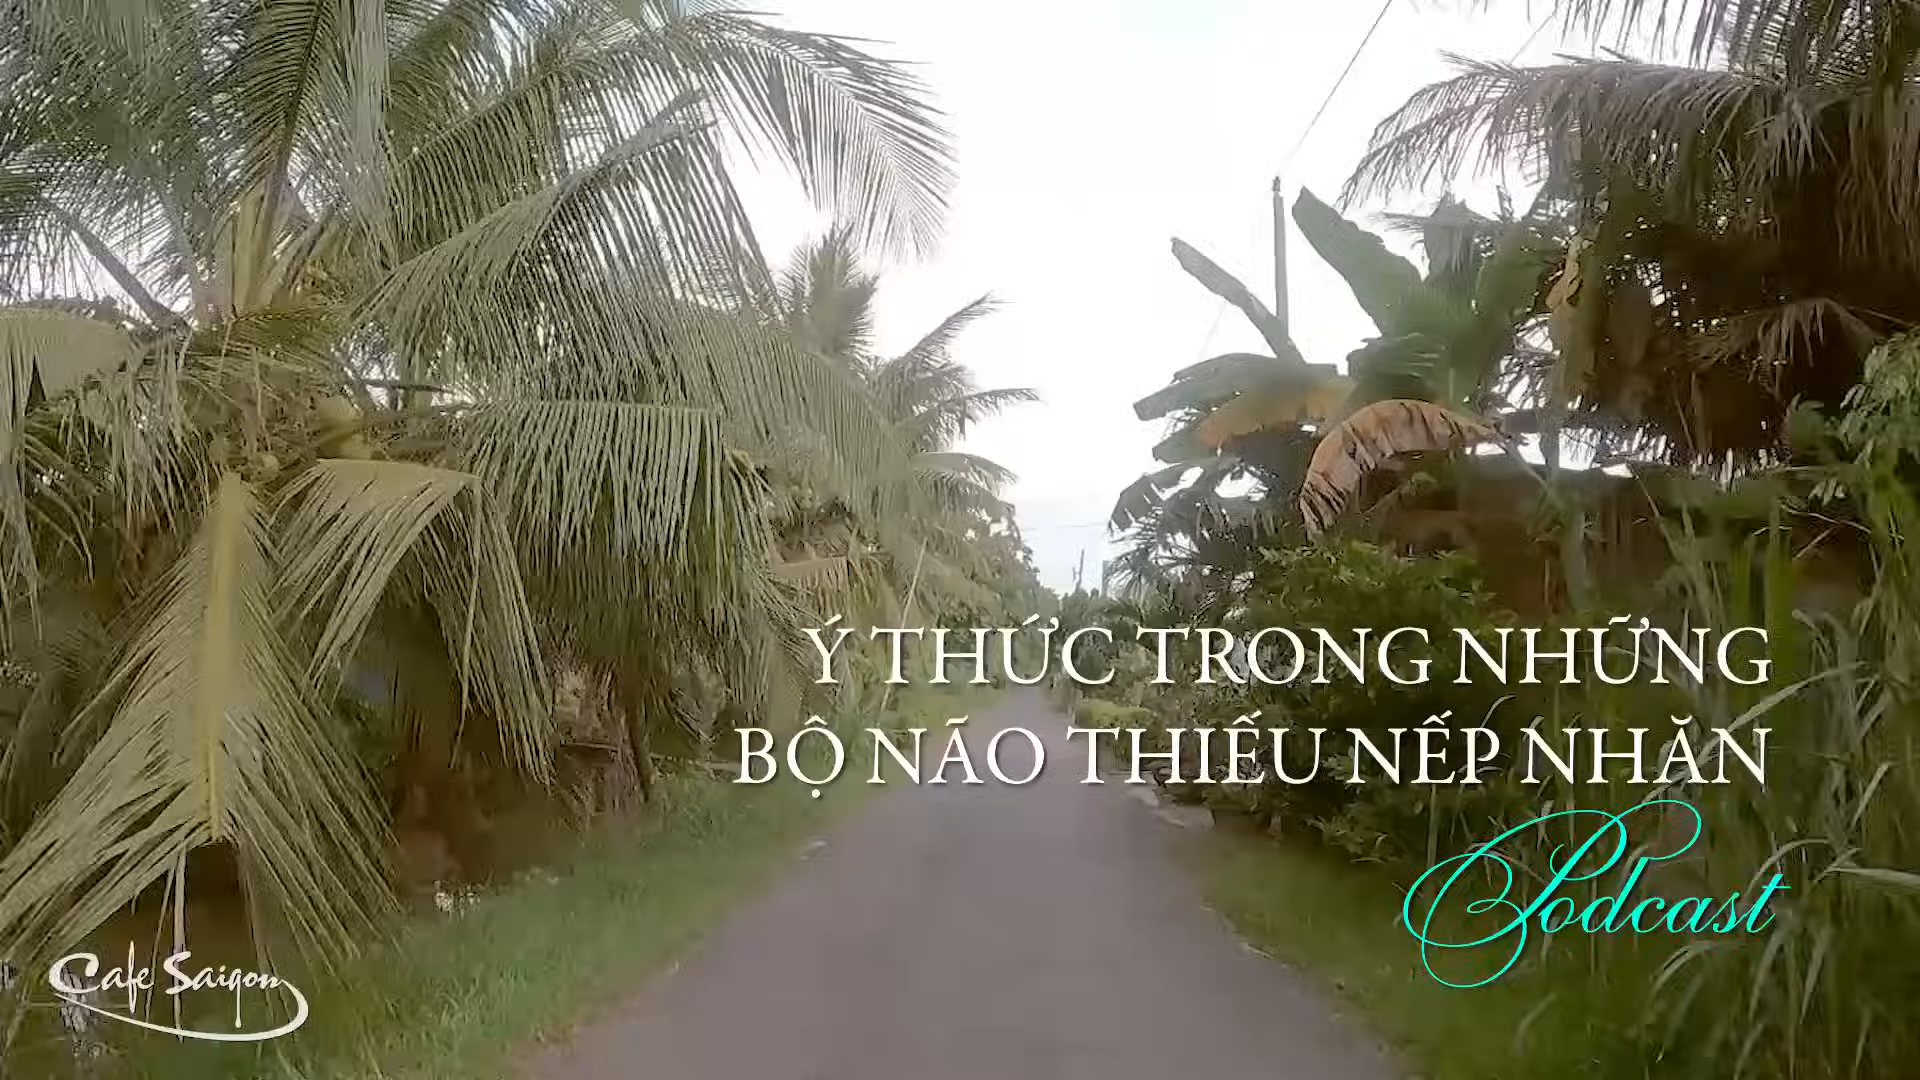 Ý THỨC TRONG NHỮNG
BỘ NÃO THIẾU NẾP NHĂN
Podcast
Cafe Saigon